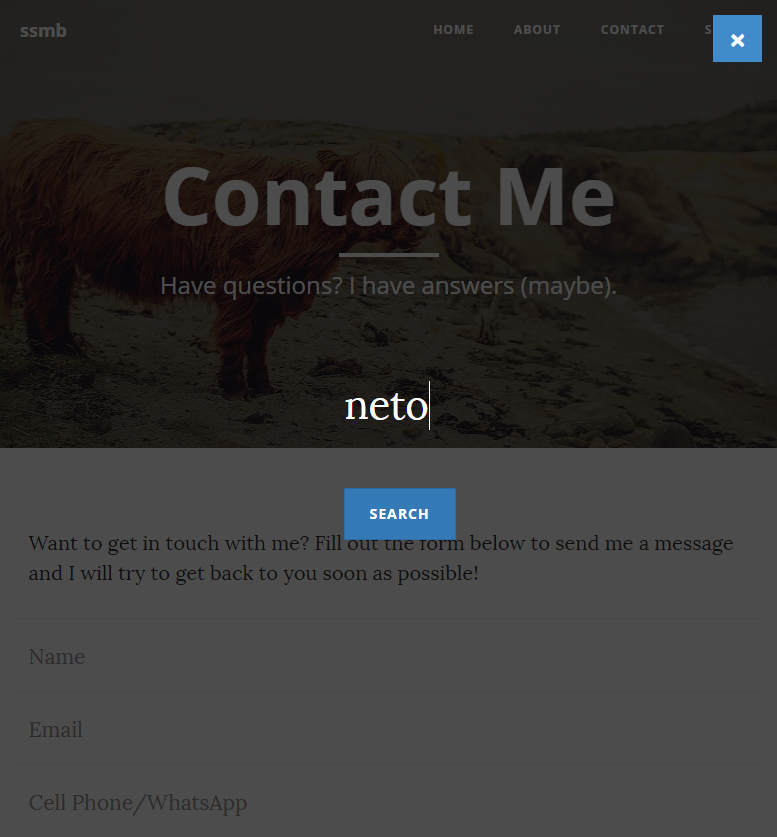 ssmb HOME ABOUT CONTACT S
×
Contact Me
Have questions? I have answers (maybe).
neto
SEARCH
Want to get in touch with me? Fill out the form below to send me a message
and I will try to get back to you soon as possible!
Name
Email
Cell Phone/WhatsApp